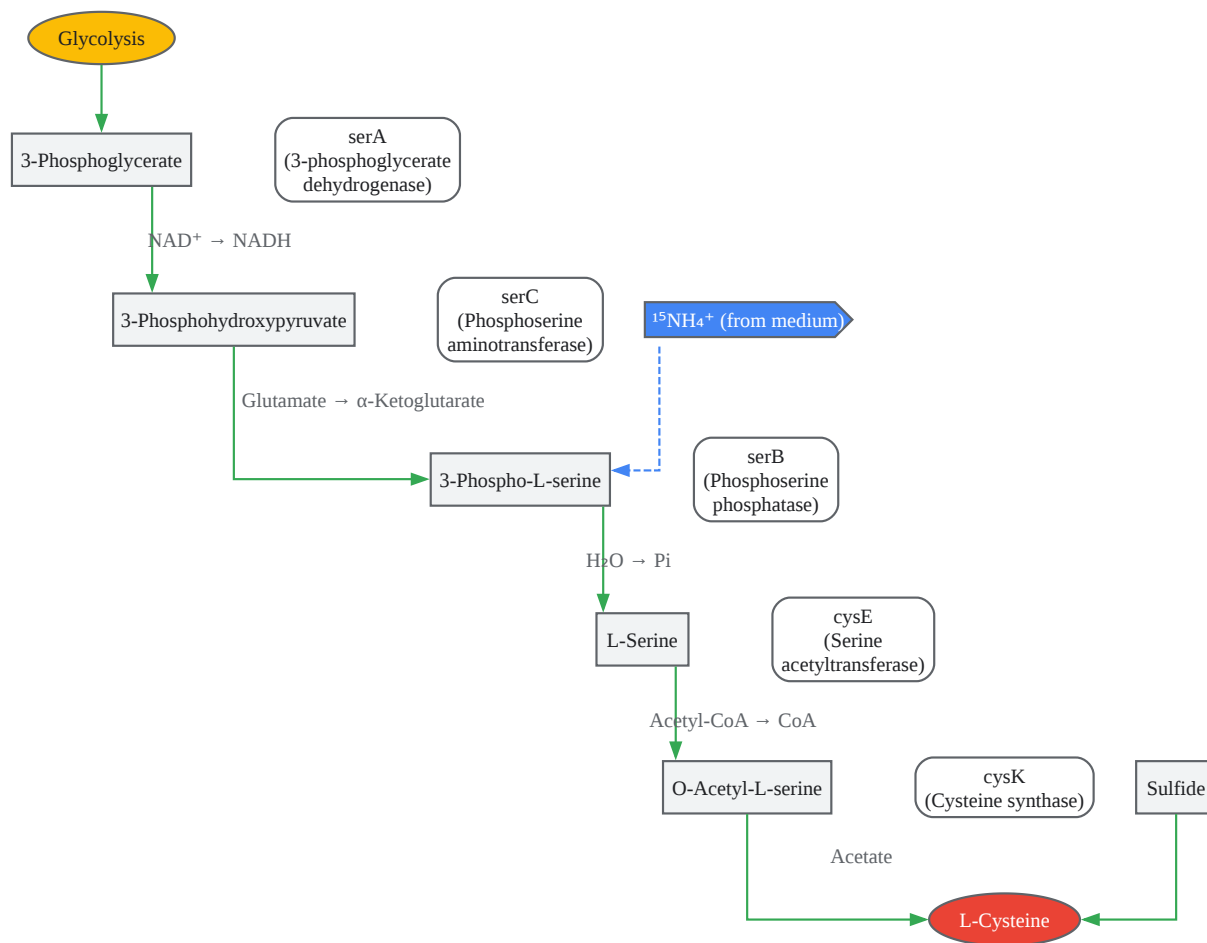 Glycolysis
3-Phosphoglycerate
serA
(3-phosphoglycerate
dehydrogenase)
NAD⁺ → NADH
3-Phosphohydroxypyruvate
serC
(Phosphoserine
aminotransferase)
¹⁵NH₄⁺ (from medium)
Glutamate → α-Ketoglutarate
3-Phospho-L-serine
serB
(Phosphoserine
phosphatase)
H₂O → Pi
L-Serine
cysE
(Serine
acetyltransferase)
Acetyl-CoA → CoA
O-Acetyl-L-serine
cysK
(Cysteine synthase)
Sulfide
Acetate
L-Cysteine